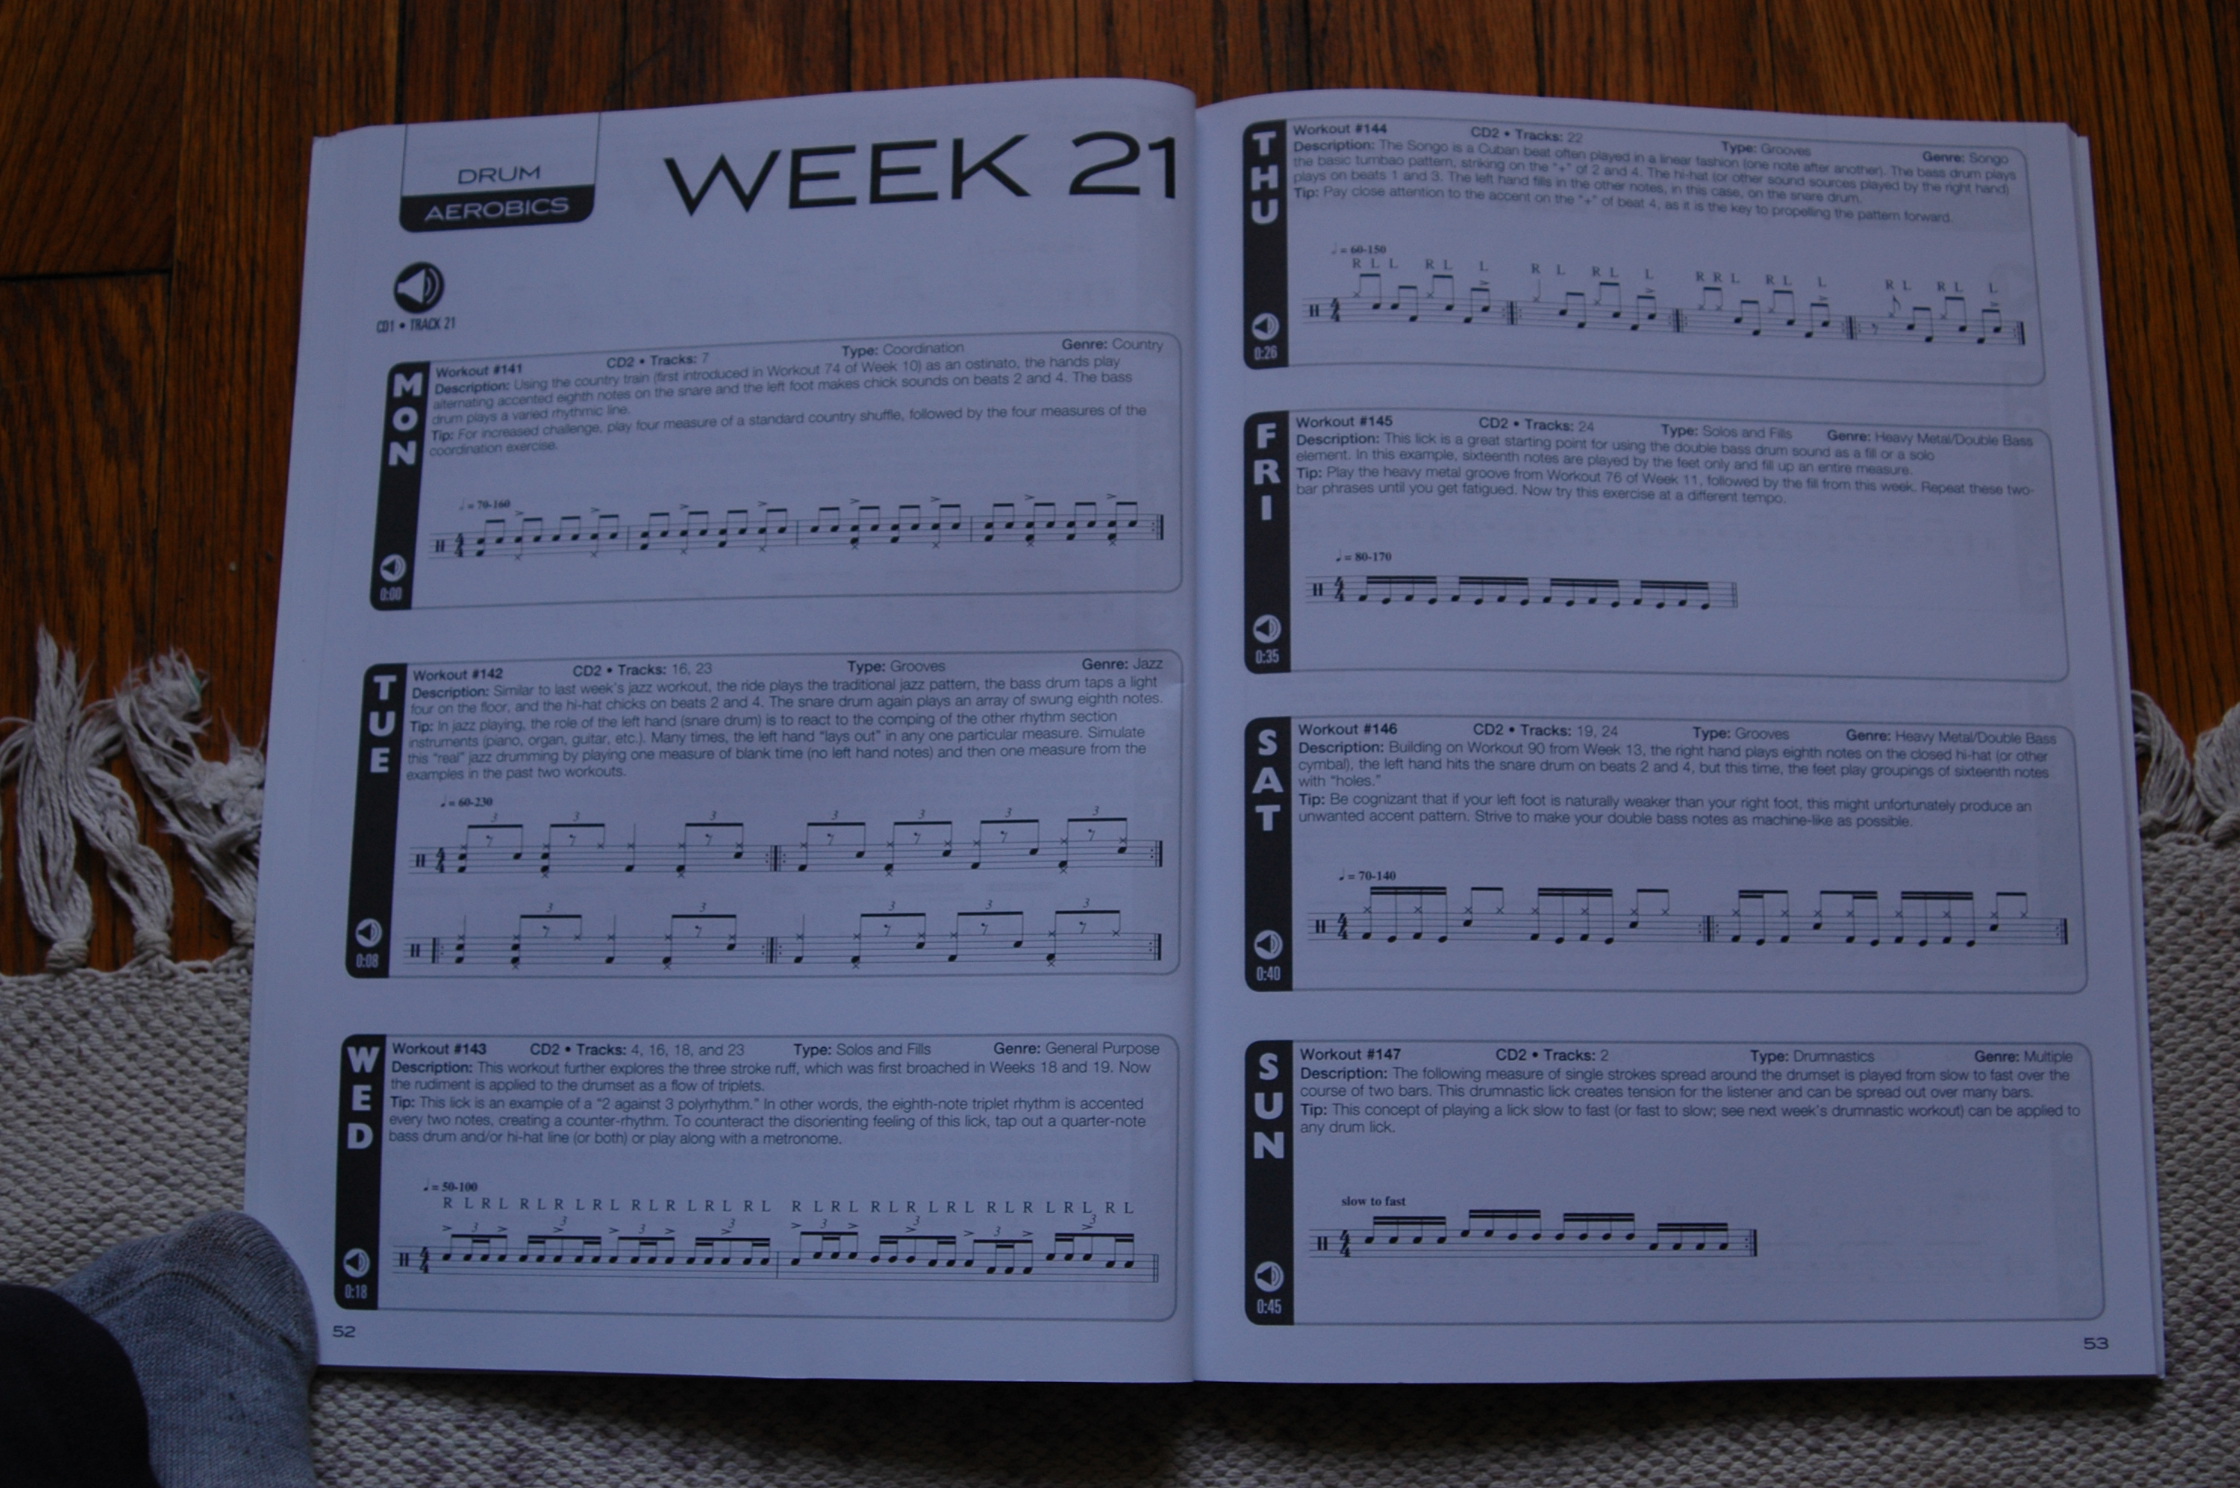 DRUM
AEROBICS
WEEK 21
CD1 • TRACK 21
MON
Workout #141 CD2 • Tracks: 7 Type: Coordination Genre: Country
Description: Using the country train (first introduced in Workout 74 of Week 10) as an ostinato, the hands play
alternating accented eighth notes on the snare and the left foot makes chick sounds on beats 2 and 4. The bass
drum plays a varied rhythmic line.
Tip: For increased challenge, play four measure of a standard country shuffle, followed by the four measures of the
coordination exercise.
♩ = 70-160
0:00
TUE
Workout #142 CD2 • Tracks: 16, 23 Type: Grooves Genre: Jazz
Description: Similar to last week's jazz workout, the ride plays the traditional jazz pattern, the bass drum taps a light
four on the floor, and the hi-hat chicks on beats 2 and 4. The snare drum again plays an array of swung eighth notes.
Tip: In jazz playing, the role of the left hand (snare drum) is to react to the comping of the other rhythm section
instruments (piano, organ, guitar, etc.). Many times, the left hand "lays out" in any one particular measure. Simulate
this "real" jazz drumming by playing one measure of blank time (no left hand notes) and then one measure from the
examples in the past two workouts.
♩ = 60-230
3 3 3 3 3 3 3
3 3 3 3 3
0:08
WED
Workout #143 CD2 • Tracks: 4, 16, 18, and 23 Type: Solos and Fills Genre: General Purpose
Description: This workout further explores the three stroke ruff, which was first broached in Weeks 18 and 19. Now
the rudiment is applied to the drumset as a flow of triplets.
Tip: This lick is an example of a "2 against 3 polyrhythm." In other words, the eighth-note triplet rhythm is accented
every two notes, creating a counter-rhythm. To counteract the disorienting feeling of this lick, tap out a quarter-note
bass drum and/or hi-hat line (or both) or play along with a metronome.
♩ = 50-100
R L R L R L R L R L R L R L R L R L R L R L R L R L R L R L R L R L R L R L R L R L R L R L R L
3 3 3 3 3 3 3 3
0:18
52
THU
Workout #144 CD2 • Tracks: 22 Type: Grooves Genre: Songo
Description: The Songo is a Cuban beat often played in a linear fashion (one note after another). The bass drum plays
the basic tumbao pattern, striking on the "+" of 2 and 4. The hi-hat (or other sound sources played by the right hand)
plays on beats 1 and 3. The left hand fills in the other notes, in this case, on the snare drum.
Tip: Pay close attention to the accent on the "+" of beat 4, as it is the key to propelling the pattern forward.
♩ = 60-150
R L L R L L R L R L L R R L R L L R L R L L
0:26
FRI
Workout #145 CD2 • Tracks: 24 Type: Solos and Fills Genre: Heavy Metal/Double Bass
Description: This lick is a great starting point for using the double bass drum sound as a fill or a solo
element. In this example, sixteenth notes are played by the feet only and fill up an entire measure.
Tip: Play the heavy metal groove from Workout 76 of Week 11, followed by the fill from this week. Repeat these two-
bar phrases until you get fatigued. Now try this exercise at a different tempo.
♩ = 80-170
0:35
SAT
Workout #146 CD2 • Tracks: 19, 24 Type: Grooves Genre: Heavy Metal/Double Bass
Description: Building on Workout 90 from Week 13, the right hand plays eighth notes on the closed hi-hat (or other
cymbal), the left hand hits the snare drum on beats 2 and 4, but this time, the feet play groupings of sixteenth notes
with "holes."
Tip: Be cognizant that if your left foot is naturally weaker than your right foot, this might unfortunately produce an
unwanted accent pattern. Strive to make your double bass notes as machine-like as possible.
♩ = 70-140
0:40
SUN
Workout #147 CD2 • Tracks: 2 Type: Drumnastics Genre: Multiple
Description: The following measure of single strokes spread around the drumset is played from slow to fast over the
course of two bars. This drumnastic lick creates tension for the listener and can be spread out over many bars.
Tip: This concept of playing a lick slow to fast (or fast to slow; see next week's drumnastic workout) can be applied to
any drum lick.
slow to fast
0:45
53